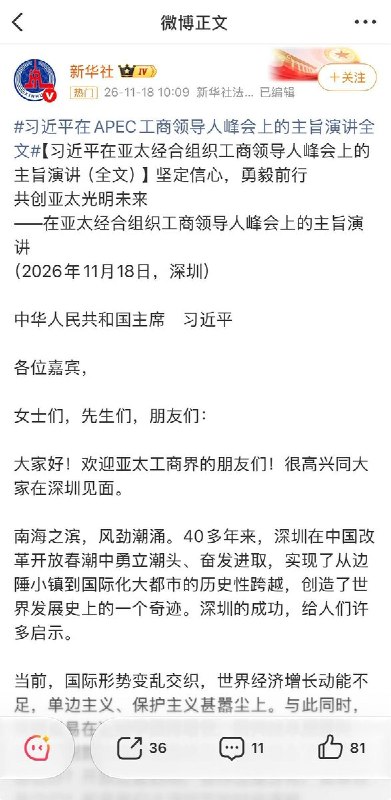 微博正文
新华社
IV
+关注
热门 26-11-18 10:09 新华社法... 已编辑
#习近平在APEC工商领导人峰会上的主旨演讲全
文#【习近平在亚太经合组织工商领导人峰会上的
主旨演讲(全文)】坚定信心，勇毅前行
共创亚太光明未来
——在亚太经合组织工商领导人峰会上的主旨演
讲
（2026年11月18日，深圳）
中华人民共和国主席　习近平
各位嘉宾，
女士们，先生们，朋友们：
大家好！欢迎亚太工商界的朋友们！很高兴同大
家在深圳见面。
南海之滨，风劲潮涌。40多年来，深圳在中国改
革开放春潮中勇立潮头、奋发进取，实现了从边
陲小镇到国际化大都市的历史性跨越，创造了世
界发展史上的一个奇迹。深圳的成功，给人们许
多启示。
当前，国际形势变乱交织，世界经济增长动能
不足，单边主义、保护主义甚嚣尘上。与此同时，
36
11
81